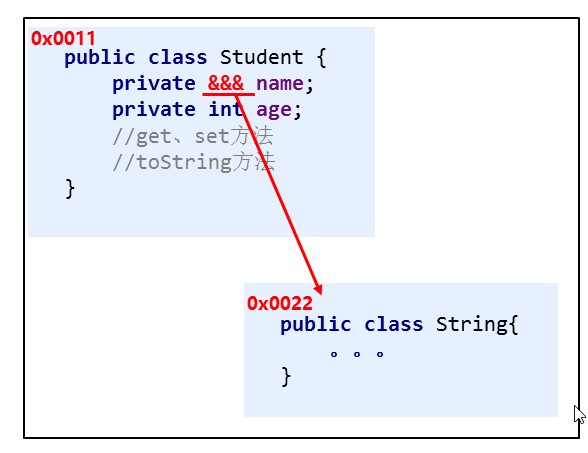 0x0011
public class Student {
private &&& name;
private int age;
//get、set方法
//toString方法
}
0x0022
public class String{
。。。
}